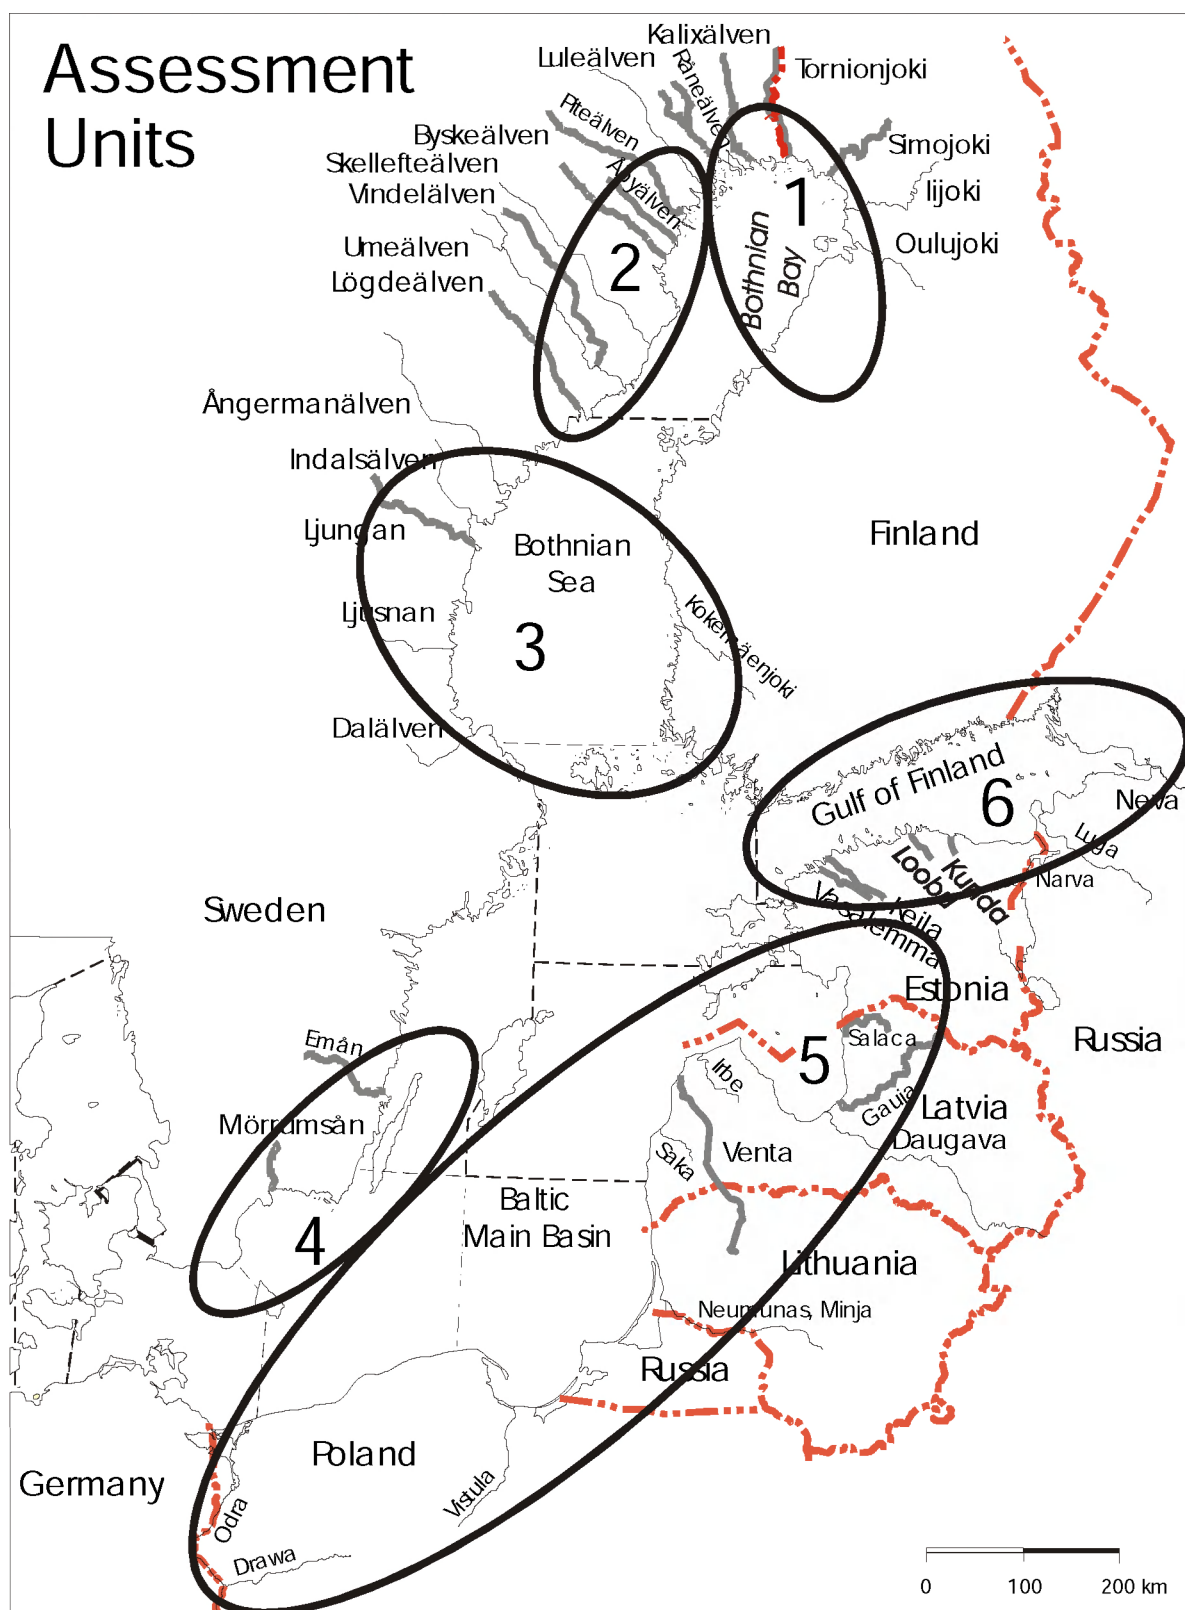 Assessment
Units
Kalixälven
Luleälven
Råneälven
Tornionjoki
Piteälven
Byskeälven
Simojoki
Skellefteälven
Åbyälven
Vindelälven
Iijoki
1
Umeälven
Oulujoki
2
Bothnian
Bay
Lögdeälven
Ångermanälven
Indalsälven
Ljungan
Bothnian
Sea
Finland
Ljusnan
Kokemäenjoki
3
Dalälven
Gulf of Finland
6
Neva
Luga
Loobu
Kunda
Narva
Keila
Vasalemma
Sweden
Estonia
Emån
5
Salaca
Russia
Irbe
Gauja
Latvia
Mörrumsån
Daugava
Saka
Venta
Baltic
Main Basin
4
Lithuania
Neumunas, Minja
Russia
Poland
Germany
Vistula
Odra
Drawa
0 100 200 km